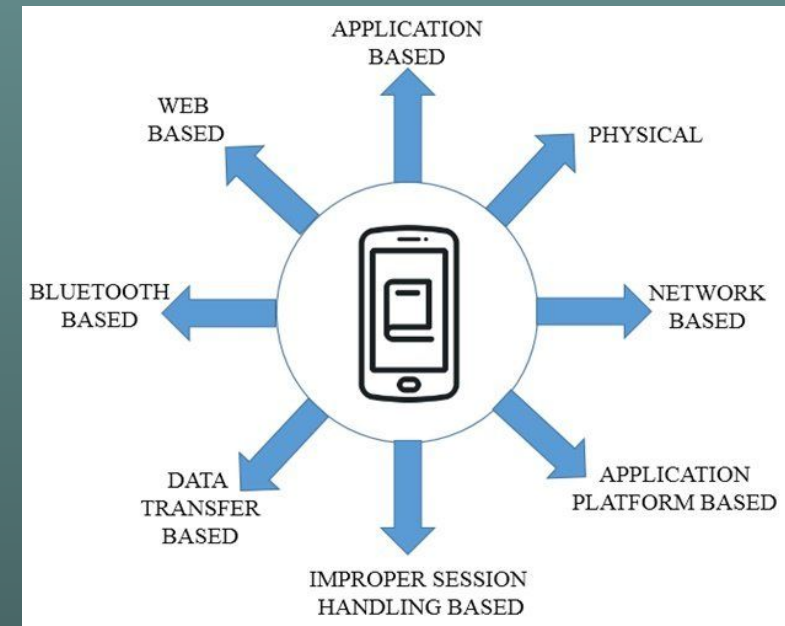 APPLICATION
BASED
PHYSICAL
NETWORK
BASED
APPLICATION
PLATFORM BASED
IMPROPER SESSION
HANDLING BASED
DATA
TRANSFER
BASED
BLUETOOTH
BASED
WEB
BASED